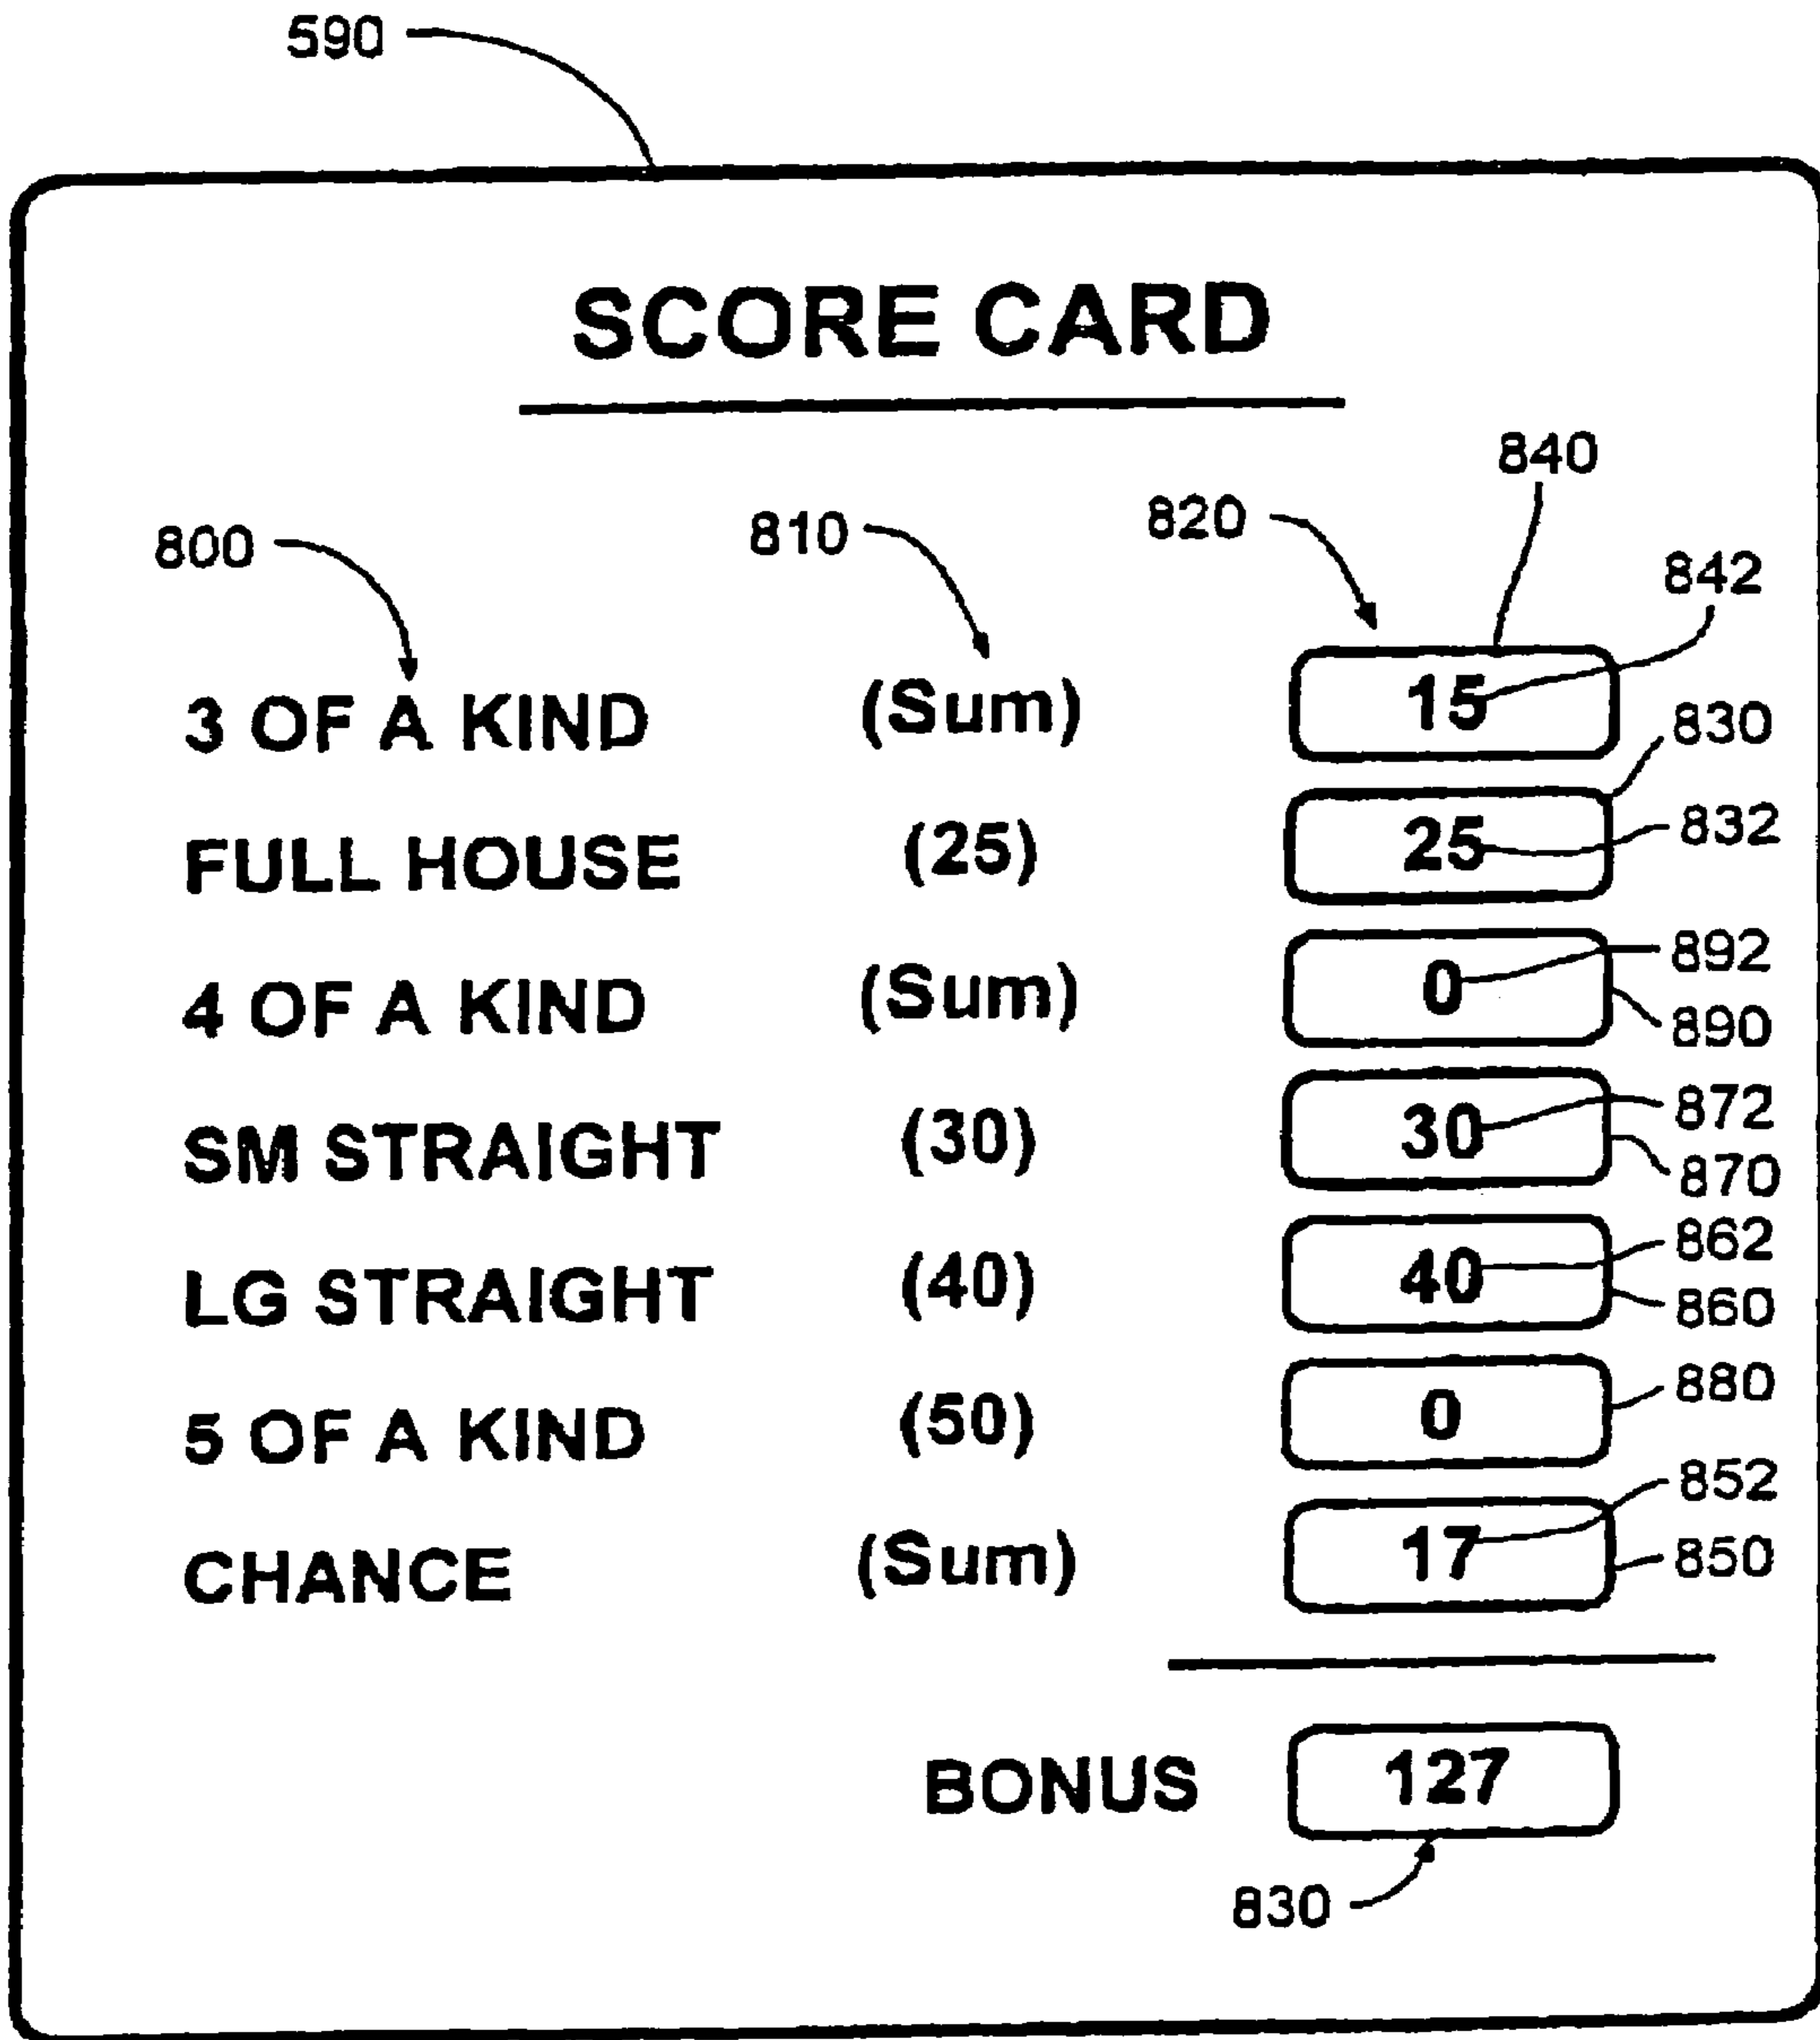 590
SCORE CARD
840
820
810
800
842
3 OF A KIND (Sum) 15
830
FULL HOUSE (25) 25 832
892
4 OF A KIND (Sum) 0
890
SM STRAIGHT (30) 30 872
870
862
LG STRAIGHT (40) 40
860
880
5 OF A KIND (50) 0
852
CHANCE (Sum) 17 850
BONUS 127
830